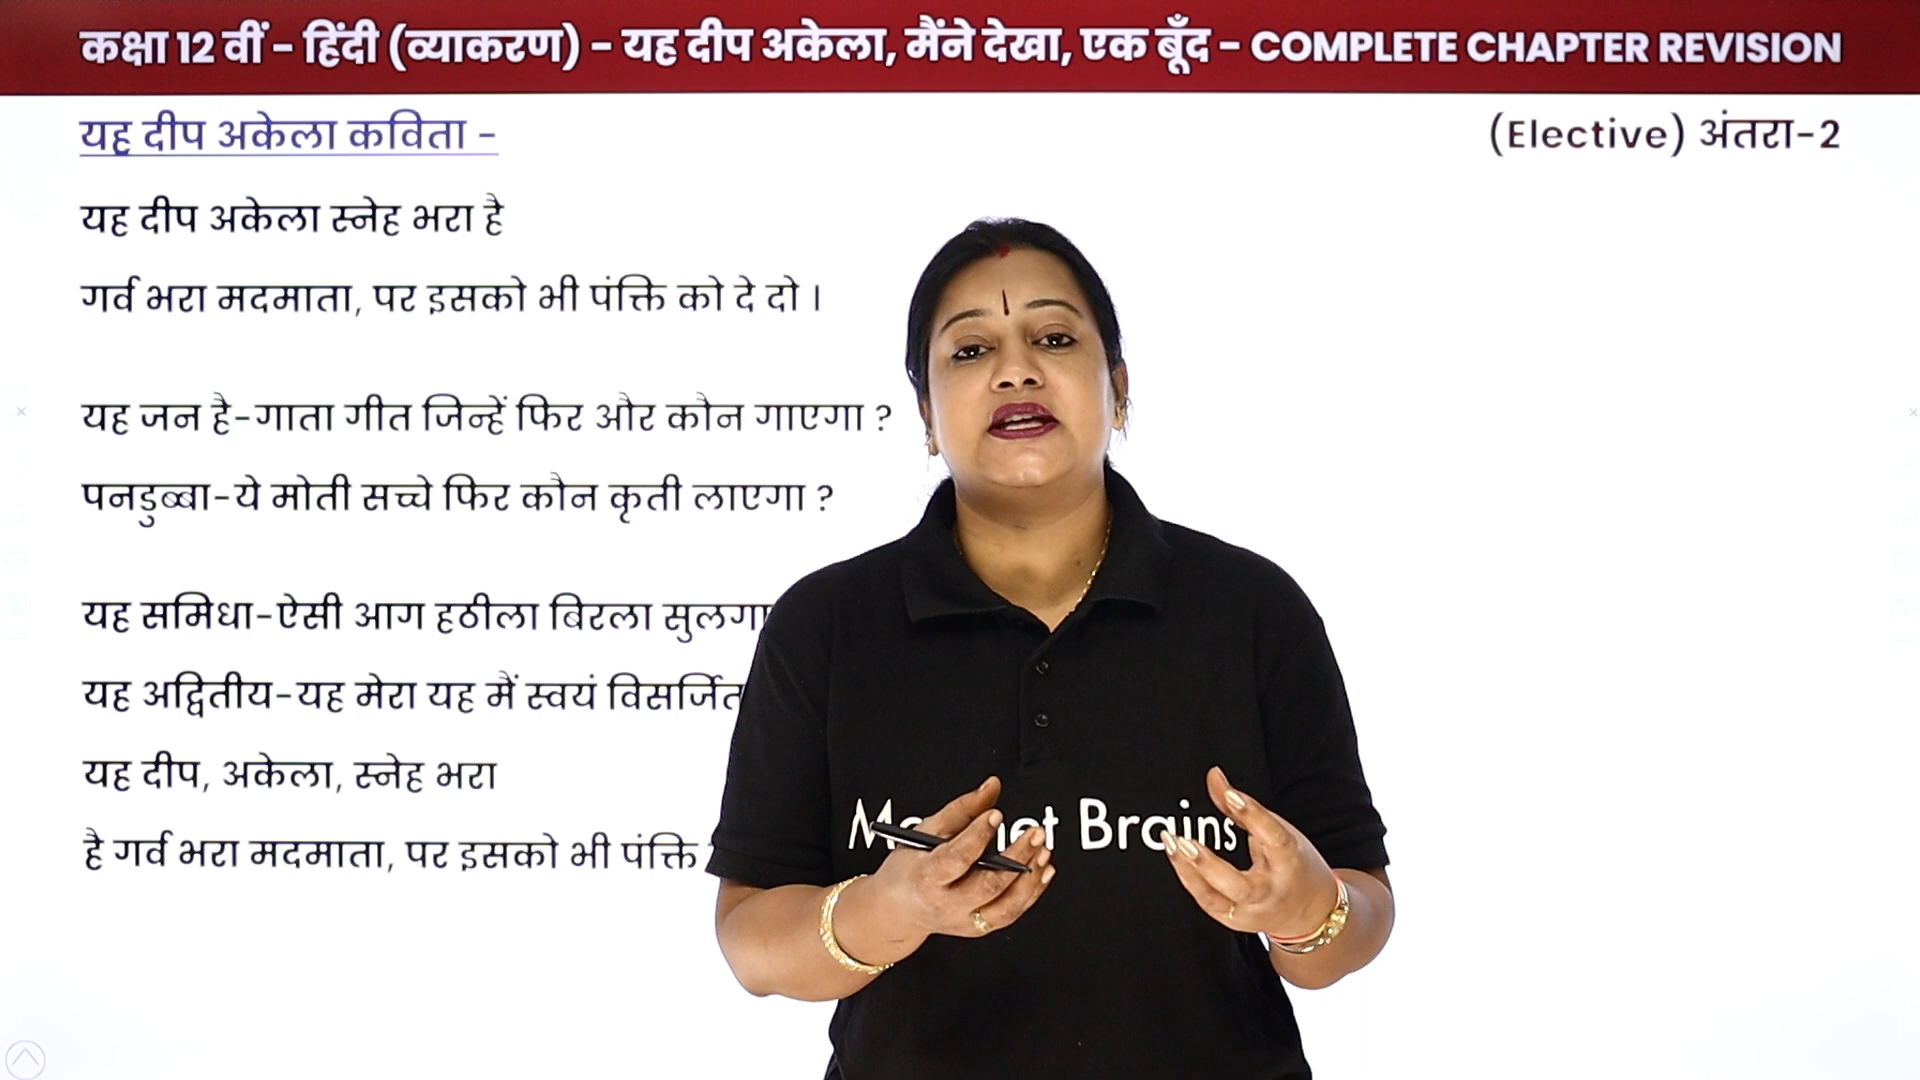 कक्षा 12 वीं - हिंदी (व्याकरण) - यह दीप अकेला, मैंने देखा, एक बूँद - COMPLETE CHAPTER REVISION
यह दीप अकेला कविता -
(Elective) अंतरा-2
यह दीप अकेला स्नेह भरा है
गर्व भरा मदमाता, पर इसको भी पंक्ति को दे दो ।
यह जन है-गाता गीत जिन्हें फिर और कौन गाएगा ?
पनडुब्बा-ये मोती सच्चे फिर कौन कृती लाएगा ?
यह समिधा-ऐसी आग हठीला बिरला सुलगा
यह अद्वितीय-यह मेरा यह मैं स्वयं विसर्जित
यह दीप, अकेला, स्नेह भरा
है गर्व भरा मदमाता, पर इसको भी पंक्ति
Brains